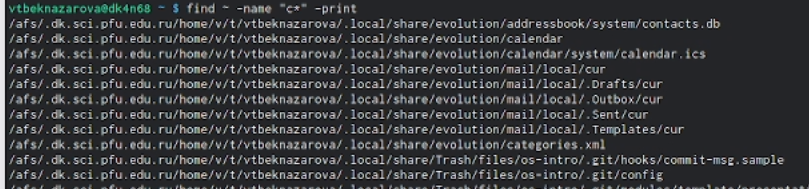 vtbeknazarova@dk4n68 ~ $ find ~ -name "c*" -print
/afs/.dk.sci.pfu.edu.ru/home/v/t/vtbeknazarova/.local/share/evolution/addressbook/system/contacts.db
/afs/.dk.sci.pfu.edu.ru/home/v/t/vtbeknazarova/.local/share/evolution/calendar
/afs/.dk.sci.pfu.edu.ru/home/v/t/vtbeknazarova/.local/share/evolution/calendar/system/calendar.ics
/afs/.dk.sci.pfu.edu.ru/home/v/t/vtbeknazarova/.local/share/evolution/mail/local/cur
/afs/.dk.sci.pfu.edu.ru/home/v/t/vtbeknazarova/.local/share/evolution/mail/local/.Drafts/cur
/afs/.dk.sci.pfu.edu.ru/home/v/t/vtbeknazarova/.local/share/evolution/mail/local/.Outbox/cur
/afs/.dk.sci.pfu.edu.ru/home/v/t/vtbeknazarova/.local/share/evolution/mail/local/.Sent/cur
/afs/.dk.sci.pfu.edu.ru/home/v/t/vtbeknazarova/.local/share/evolution/mail/local/.Templates/cur
/afs/.dk.sci.pfu.edu.ru/home/v/t/vtbeknazarova/.local/share/evolution/categories.xml
/afs/.dk.sci.pfu.edu.ru/home/v/t/vtbeknazarova/.local/share/Trash/files/os-intro/.git/hooks/commit-msg.sample
/afs/.dk.sci.pfu.edu.ru/home/v/t/vtbeknazarova/.local/share/Trash/files/os-intro/.git/config